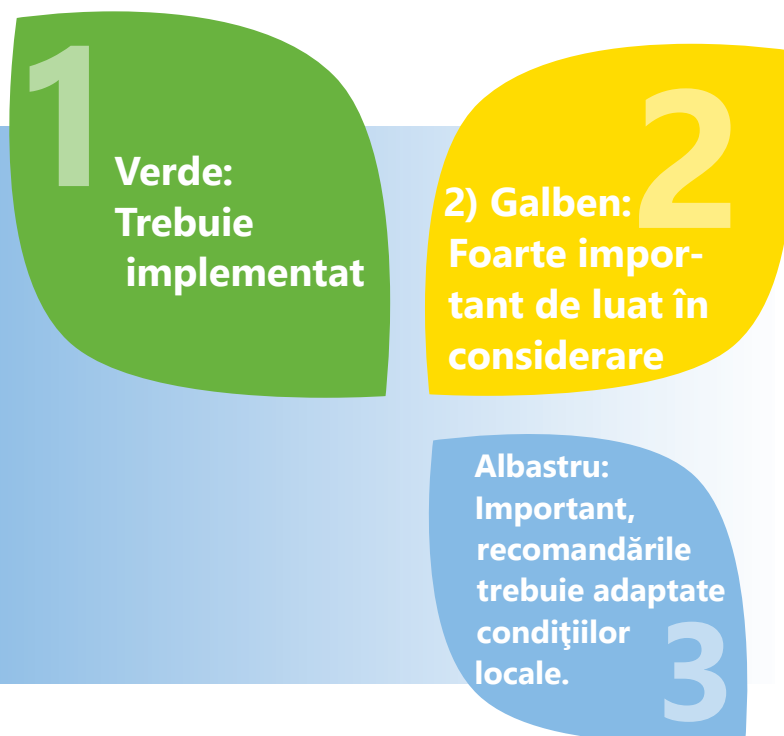 1
Verde:
Trebuie
implementat
2
2) Galben:
Foarte impor-
tant de luat în
considerare
Albastru:
Important,
recomandările
trebuie adaptate
condiţiilor
locale.
3